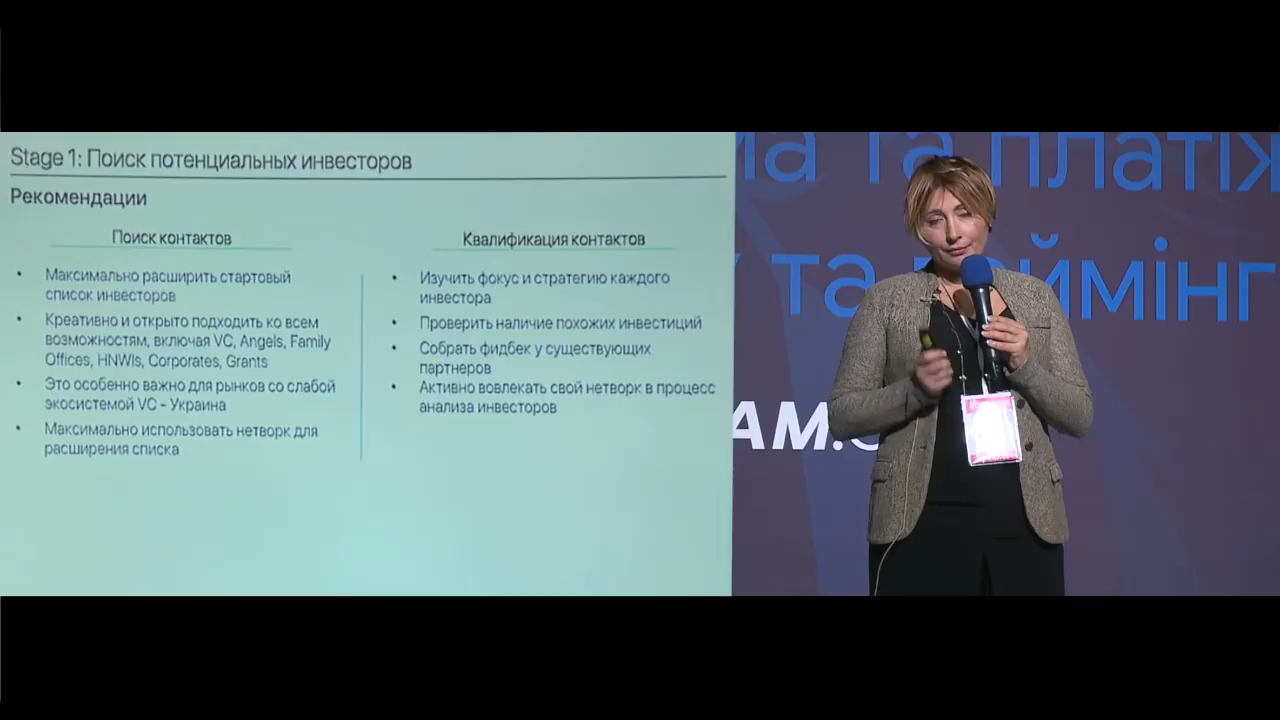 Stage 1: Поиск потенциальных инвесторов
Рекомендации
Поиск контактов
• Максимально расширить стартовый
список инвесторов
• Креативно и открыто подходить ко всем
возможностям, включая VC, Angels, Family
Offices, HNWIs, Corporates, Grants
• Это особенно важно для рынков со слабой
экосистемой VC - Украина
• Максимально использовать нетворк для
расширения списка
Квалификация контактов
• Изучить фокус и стратегию каждого
инвестора
• Проверить наличие похожих инвестиций
• Собрать фидбек у существующих
партнеров
• Активно вовлекать свой нетворк в процесс
анализа инвесторов
та
та